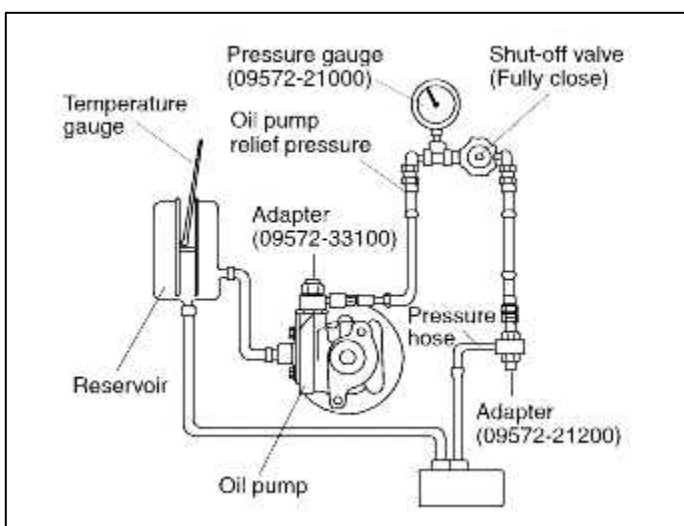 Pressure gauge
(09572-21000)
Shut-off valve
(Fully close)
Temperature
gauge
Oil pump
relief pressure
Adapter
(09572-33100)
Pressure
hose
Reservoir
Adapter
(09572-21200)
Oil pump